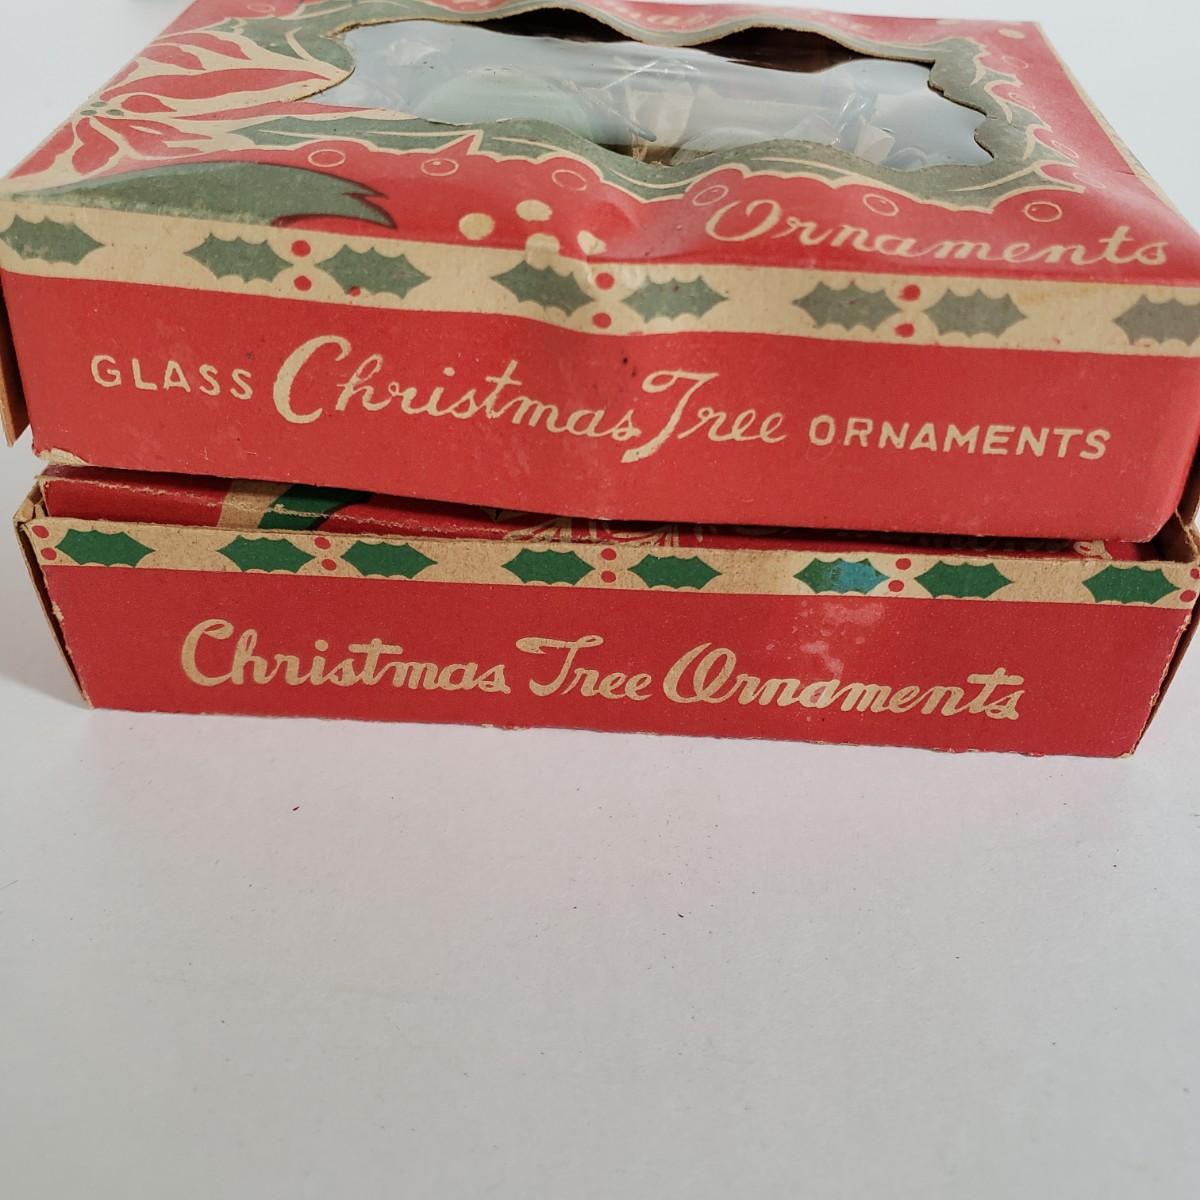 Ornaments
GLASS Christmas Tree ORNAMENTS
Christmas Tree Ornaments